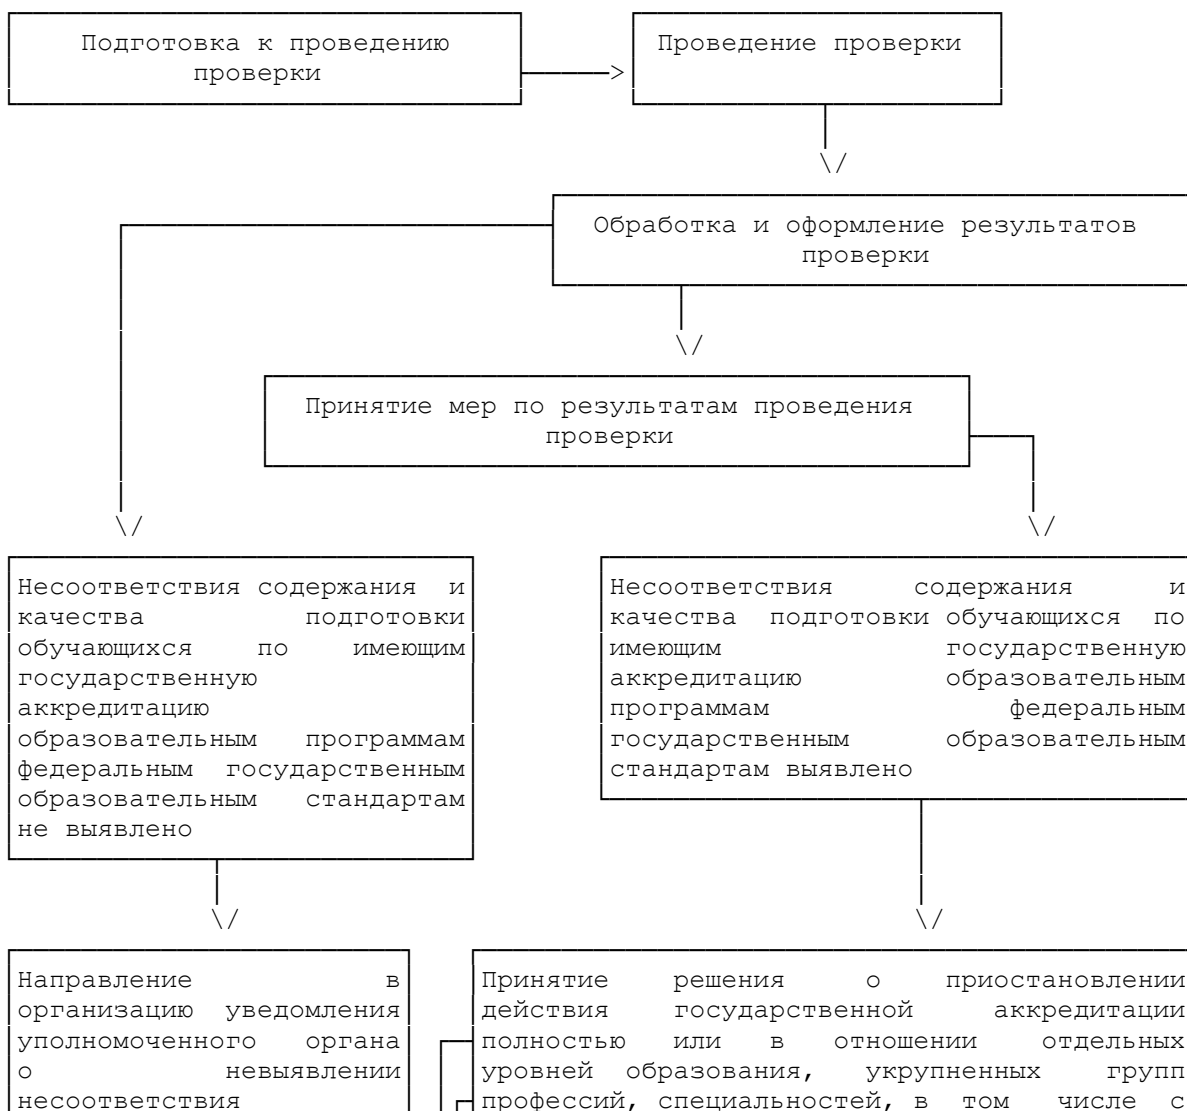 Подготовка к проведению
проверки
Проведение проверки
Обработка и оформление результатов
проверки
Принятие мер по результатам проведения
проверки
Несоответствия содержания и
качества подготовки
обучающихся по имеющим
государственную
аккредитацию
образовательным программам
федеральным государственным
образовательным стандартам
не выявлено
Несоответствия содержания и
качества подготовки обучающихся по
имеющим государственную
аккредитацию образовательным
программам федеральным
государственным образовательным
стандартам выявлено
Направление в
организацию уведомления
уполномоченного органа
о невыявлении
несоответствия
Принятие решения о приостановлении
действия государственной аккредитации
полностью или в отношении отдельных
уровней образования, укрупненных групп
профессий, специальностей, в том числе с